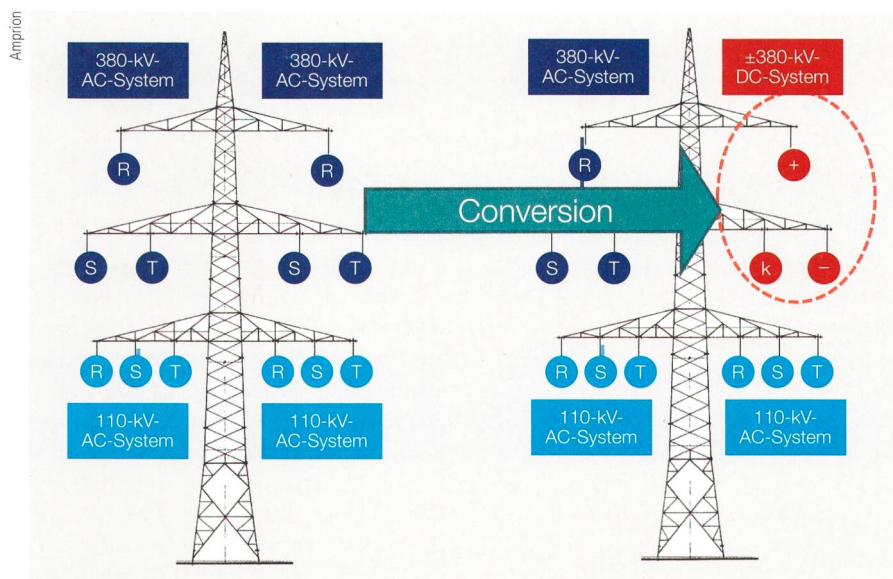 Amprion
380-kV-
AC-System
380-kV-
AC-System
380-kV-
AC-System
±380-kV-
DC-System
R
R
R
+
Conversion
S
T
S
T
S
T
k
−
R
S
T
R
S
T
R
S
T
R
S
T
110-kV-
AC-System
110-kV-
AC-System
110-kV-
AC-System
110-kV-
AC-System